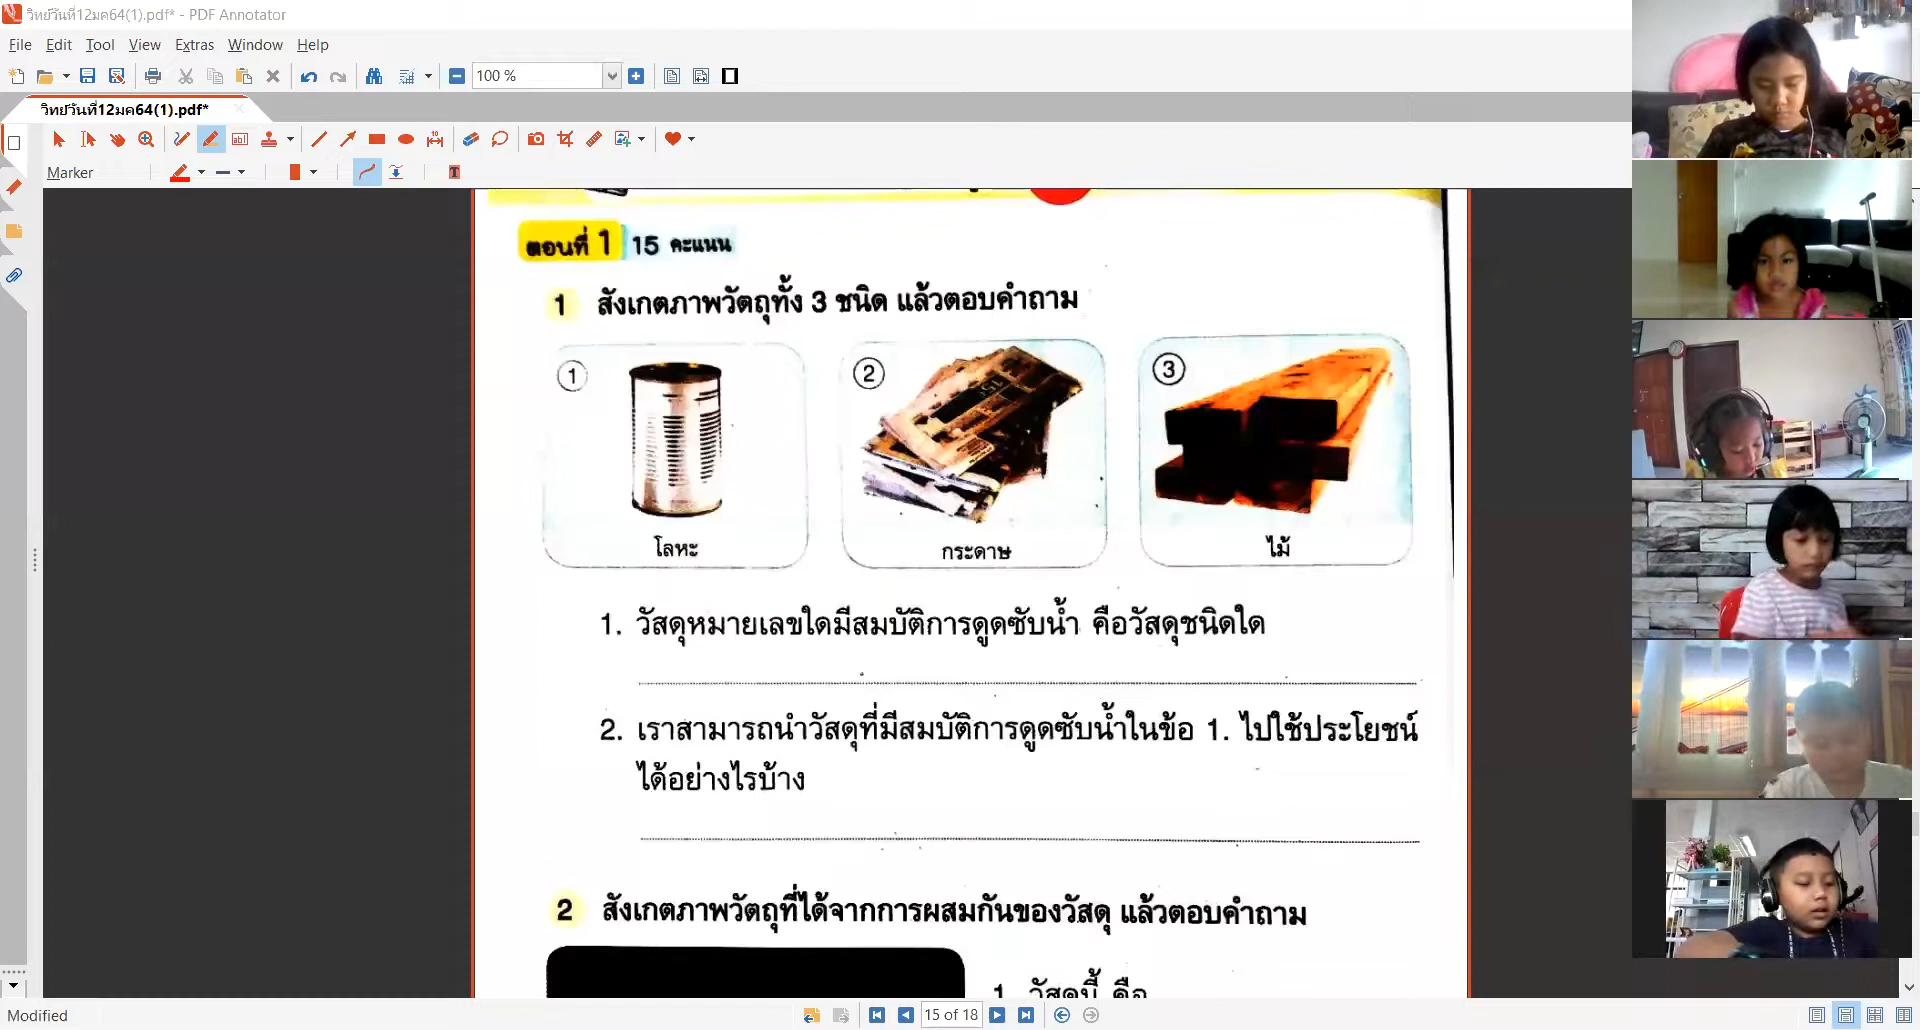 วิทย์วันที่12มค64(1).pdf* - PDF Annotator
File Edit Tool View Extras Window Help
100 %
วิทย์วันที่12มค64(1).pdf*
Marker
ตอนที่ 1 15 คะแนน
1 สังเกตภาพวัตถุทั้ง 3 ชนิด แล้วตอบคำถาม
1 2 3
โลหะ กระดาษ ไม้
1. วัสดุหมายเลขใดมีสมบัติการดูดซับน้ำ คือวัสดุชนิดใด
2. เราสามารถนำวัสดุที่มีสมบัติการดูดซับน้ำในข้อ 1. ไปใช้ประโยชน์
ได้อย่างไรบ้าง
2 สังเกตภาพวัตถุที่ได้จากการผสมกันของวัสดุ แล้วตอบคำถาม
1. วัสดุนี้ คือ
Modified
15 of 18